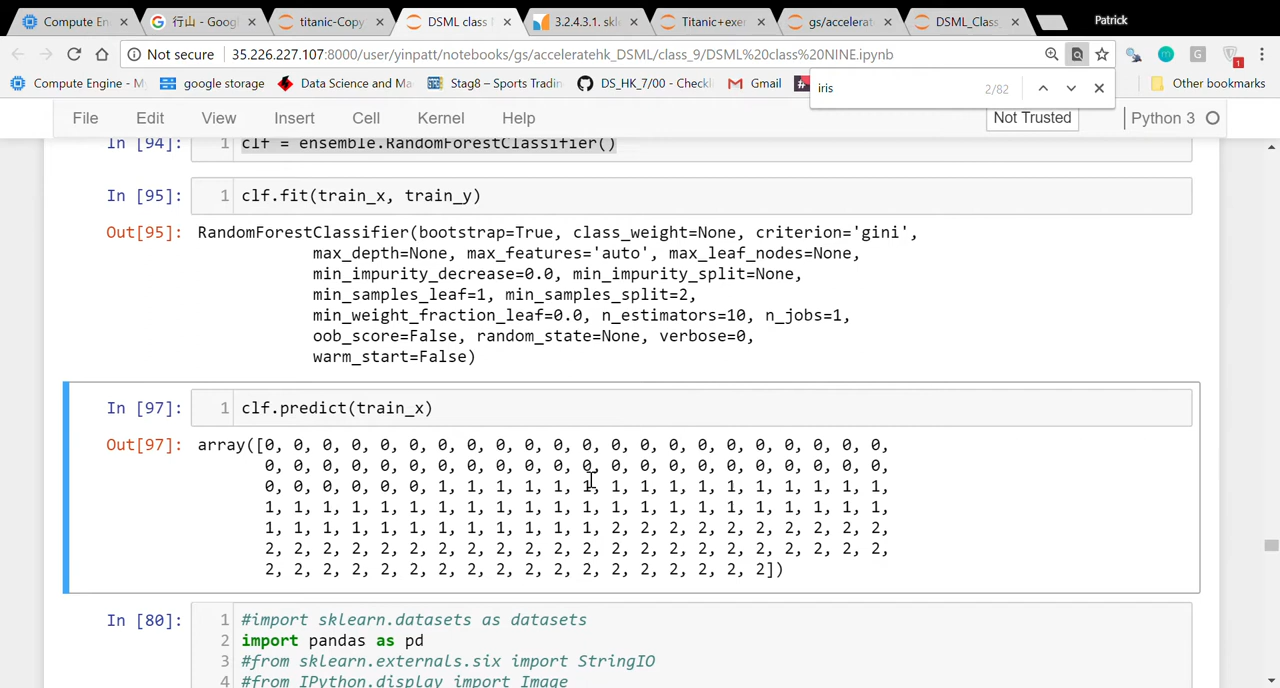 Compute En
行山 - Goog
titanic-Copy
DSML class N
3.2.4.3.1. skl
Titanic+exer
gs/accelerat
DSML_Class_
Patrick
Not secure
35.226.227.107:8000/user/yinpatt/notebooks/gs/acceleratehk_DSML/class_9/DSML%20class%20NINE.ipynb
Compute Engine - My
google storage
Data Science and Ma
Stag8 – Sports Tradin
DS_HK_7/00 - Checkl
Gmail
Other bookmarks
iris
2/82
File Edit View Insert Cell Kernel Help
Not Trusted
Python 3
In [94]: 1 clf = ensemble.RandomForestClassifier()
In [95]: 1 clf.fit(train_x, train_y)
Out[95]: RandomForestClassifier(bootstrap=True, class_weight=None, criterion='gini',
max_depth=None, max_features='auto', max_leaf_nodes=None,
min_impurity_decrease=0.0, min_impurity_split=None,
min_samples_leaf=1, min_samples_split=2,
min_weight_fraction_leaf=0.0, n_estimators=10, n_jobs=1,
oob_score=False, random_state=None, verbose=0,
warm_start=False)
In [97]: 1 clf.predict(train_x)
Out[97]: array([0, 0, 0, 0, 0, 0, 0, 0, 0, 0, 0, 0, 0, 0, 0, 0, 0, 0, 0, 0, 0, 0,
0, 0, 0, 0, 0, 0, 0, 0, 0, 0, 0, 0, 0, 0, 0, 0, 0, 0, 0, 0, 0, 0,
0, 0, 0, 0, 0, 0, 1, 1, 1, 1, 1, 1, 1, 1, 1, 1, 1, 1, 1, 1, 1, 1,
1, 1, 1, 1, 1, 1, 1, 1, 1, 1, 1, 1, 1, 1, 1, 1, 1, 1, 1, 1, 1, 1,
1, 1, 1, 1, 1, 1, 1, 1, 1, 1, 1, 1, 2, 2, 2, 2, 2, 2, 2, 2, 2, 2,
2, 2, 2, 2, 2, 2, 2, 2, 2, 2, 2, 2, 2, 2, 2, 2, 2, 2, 2, 2, 2, 2,
2, 2, 2, 2, 2, 2, 2, 2, 2, 2, 2, 2, 2, 2, 2, 2, 2, 2])
In [80]: 1 #import sklearn.datasets as datasets
2 import pandas as pd
3 #from sklearn.externals.six import StringIO
4 #from IPython.display import Image